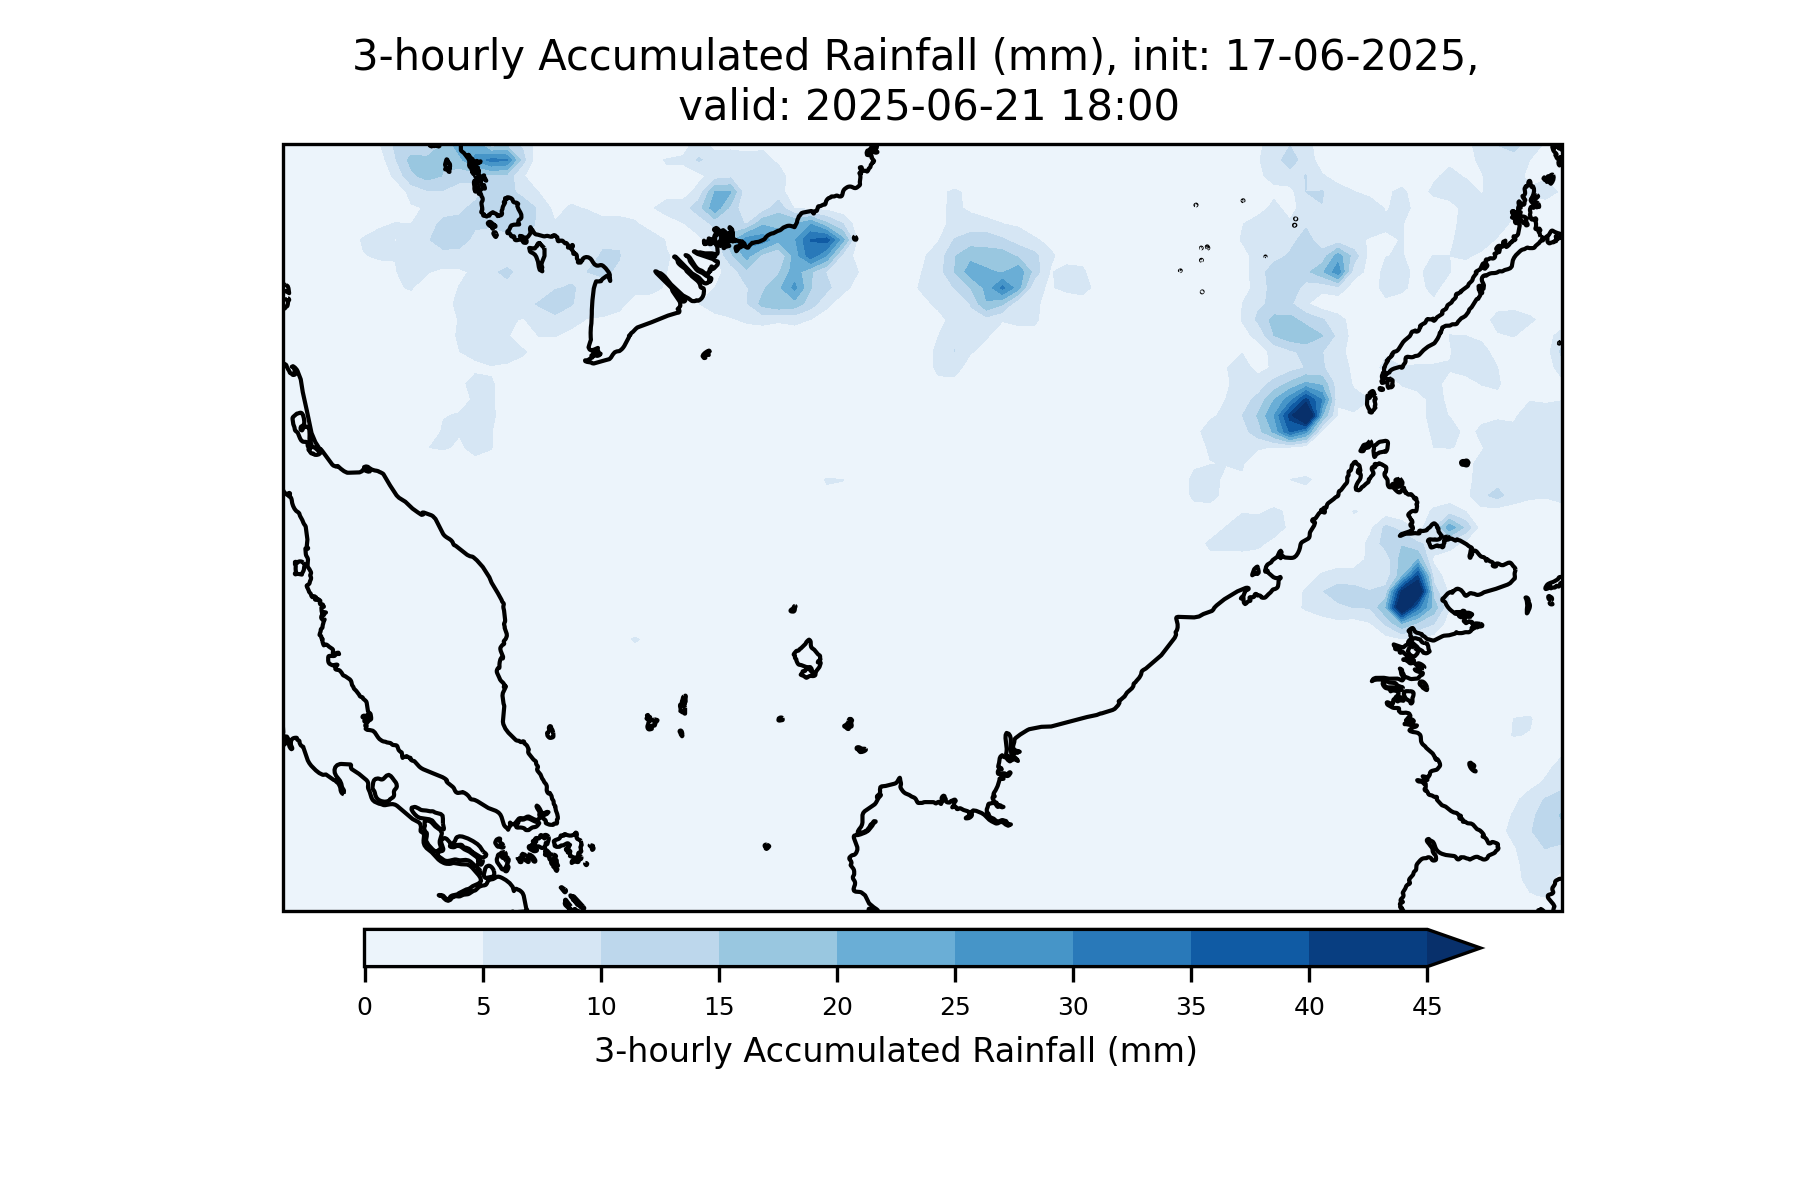 3-hourly Accumulated Rainfall (mm), init: 17-06-2025,
valid: 2025-06-21 18:00
0 5 10 15 20 25 30 35 40 45
3-hourly Accumulated Rainfall (mm)